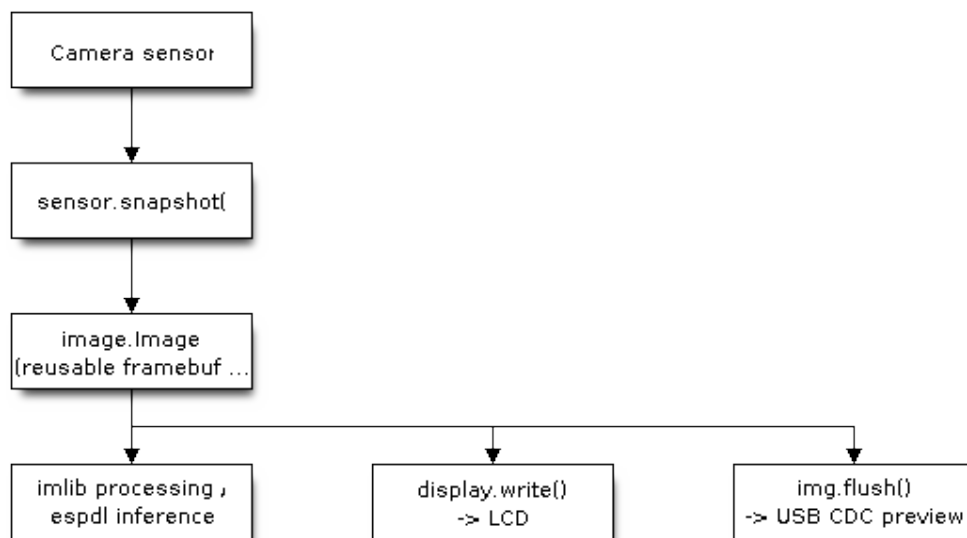 Camera sensor
sensor.snapshot(
image.Image
(reusable framebuf ...
imlib processing /
espdl inference
display.write()
-> LCD
img.flush()
-> USB CDC preview